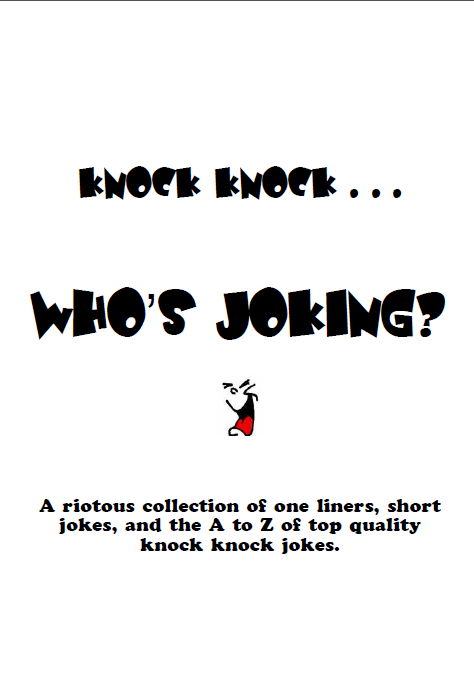 KNOCK KNOCK . . .
WHO'S JOKING?
A riotous collection of one liners, short
jokes, and the A to Z of top quality
knock knock jokes.